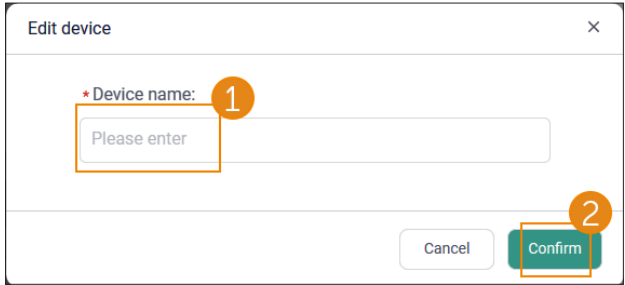 Edit device
×
* Device name:
1
Please enter
2
Cancel
Confirm